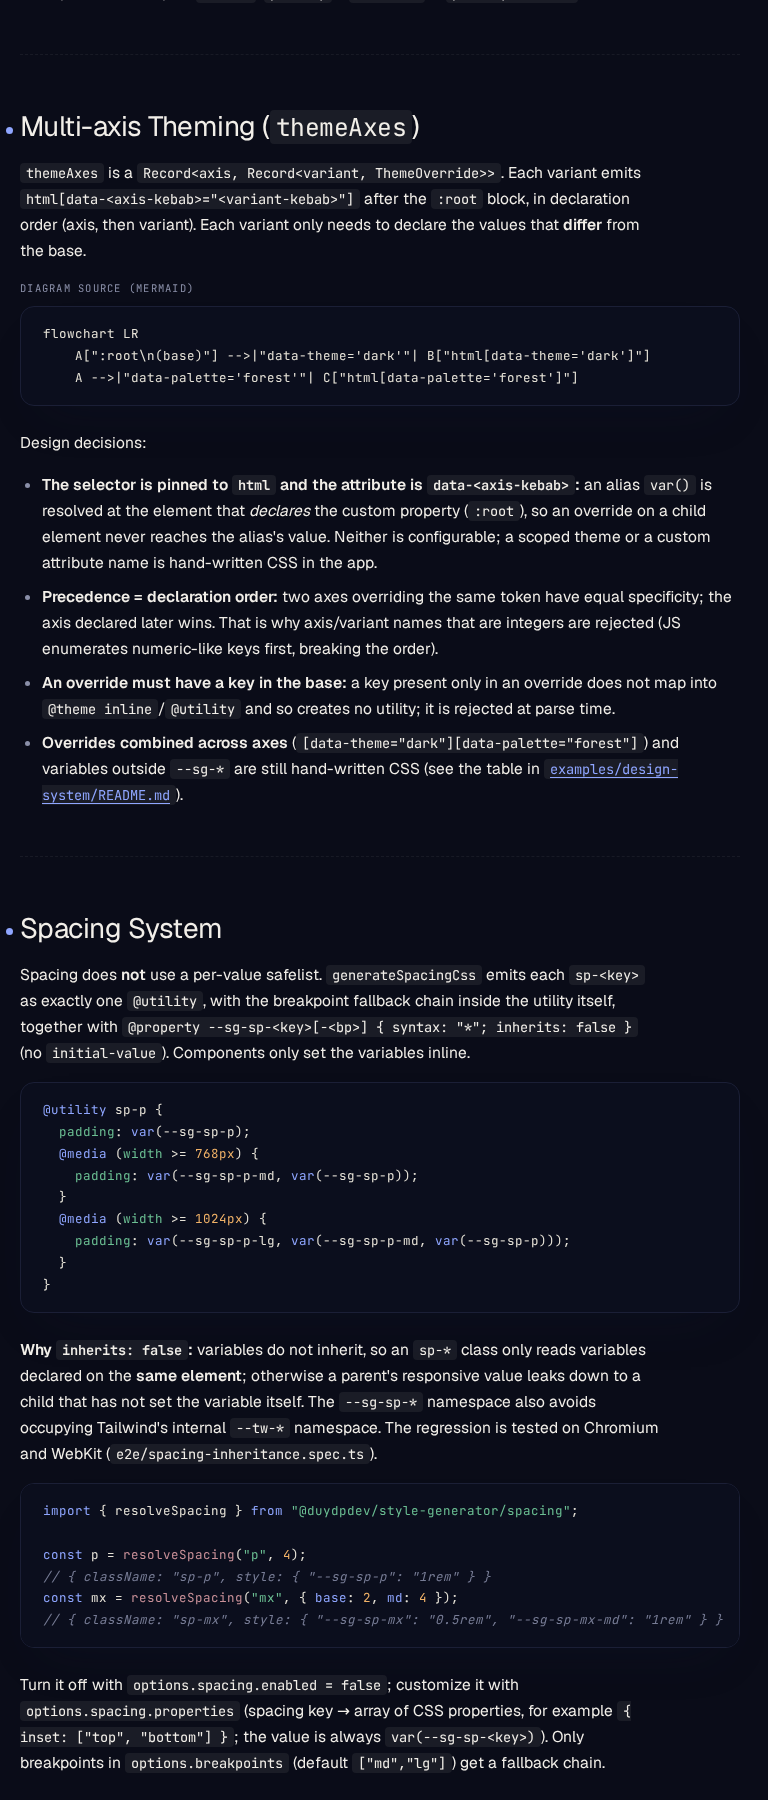 Multi-axis Theming (themeAxes)
themeAxes is a Record<axis, Record<variant, ThemeOverride>>. Each variant emits
html[data-<axis-kebab>="<variant-kebab>"] after the :root block, in declaration
order (axis, then variant). Each variant only needs to declare the values that differ from
the base.
DIAGRAM SOURCE (MERMAID)
flowchart LR
    A[":root\n(base)"] -->|"data-theme='dark'"| B["html[data-theme='dark']"]
    A -->|"data-palette='forest'"| C["html[data-palette='forest']"]
Design decisions:
• The selector is pinned to html and the attribute is data-<axis-kebab>: an alias var() is
resolved at the element that declares the custom property (:root), so an override on a child
element never reaches the alias's value. Neither is configurable; a scoped theme or a custom
attribute name is hand-written CSS in the app.
• Precedence = declaration order: two axes overriding the same token have equal specificity; the
axis declared later wins. That is why axis/variant names that are integers are rejected (JS
enumerates numeric-like keys first, breaking the order).
• An override must have a key in the base: a key present only in an override does not map into
@theme inline/@utility and so creates no utility; it is rejected at parse time.
• Overrides combined across axes ([data-theme="dark"][data-palette="forest"]) and
variables outside --sg-* are still hand-written CSS (see the table in examples/design-
system/README.md).
Spacing System
Spacing does not use a per-value safelist. generateSpacingCss emits each sp-<key>
as exactly one @utility, with the breakpoint fallback chain inside the utility itself,
together with @property --sg-sp-<key>[-<bp>] { syntax: "*"; inherits: false }
(no initial-value). Components only set the variables inline.
@utility sp-p {
  padding: var(--sg-sp-p);
  @media (width >= 768px) {
    padding: var(--sg-sp-p-md, var(--sg-sp-p));
  }
  @media (width >= 1024px) {
    padding: var(--sg-sp-p-lg, var(--sg-sp-p-md, var(--sg-sp-p)));
  }
}
Why inherits: false: variables do not inherit, so an sp-* class only reads variables
declared on the same element; otherwise a parent's responsive value leaks down to a
child that has not set the variable itself. The --sg-sp-* namespace also avoids
occupying Tailwind's internal --tw-* namespace. The regression is tested on Chromium
and WebKit (e2e/spacing-inheritance.spec.ts).
import { resolveSpacing } from "@duydpdev/style-generator/spacing";
const p = resolveSpacing("p", 4);
// { className: "sp-p", style: { "--sg-sp-p": "1rem" } }
const mx = resolveSpacing("mx", { base: 2, md: 4 });
// { className: "sp-mx", style: { "--sg-sp-mx": "0.5rem", "--sg-sp-mx-md": "1rem" } }
Turn it off with options.spacing.enabled = false; customize it with
options.spacing.properties (spacing key → array of CSS properties, for example {
inset: ["top", "bottom"] }; the value is always var(--sg-sp-<key>)). Only
breakpoints in options.breakpoints (default ["md","lg"]) get a fallback chain.